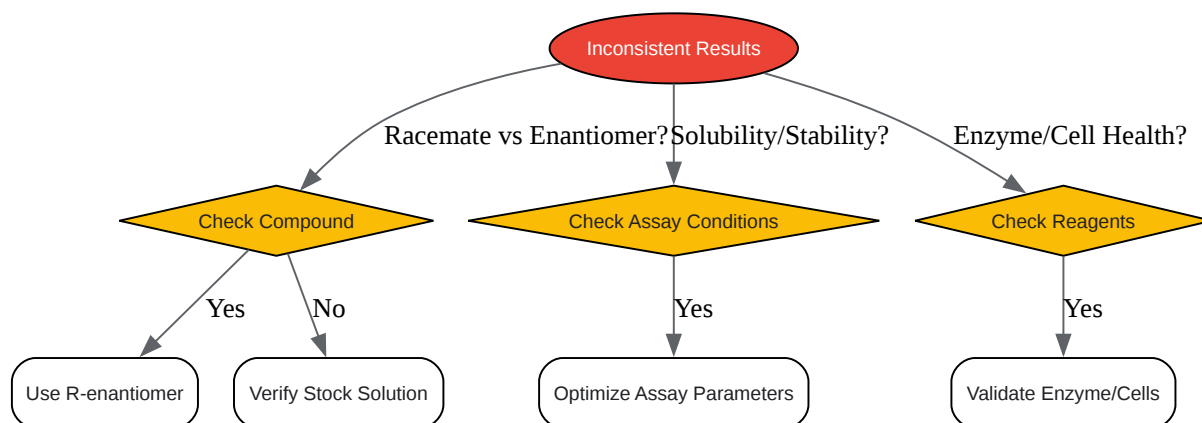 Inconsistent Results
Racemate vs Enantiomer?
Solubility/Stability?
Enzyme/Cell Health?
Check Compound
Check Assay Conditions
Check Reagents
Yes
No
Yes
Yes
Use R-enantiomer
Verify Stock Solution
Optimize Assay Parameters
Validate Enzyme/Cells